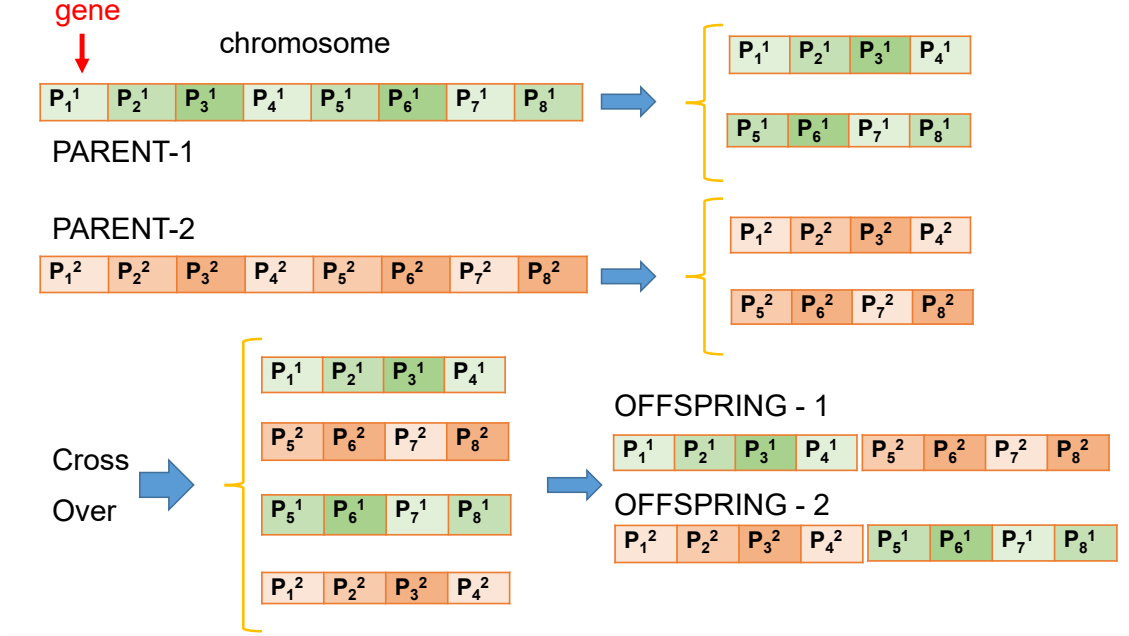 gene
chromosome
P₁¹ P₂¹ P₃¹ P₄¹ P₅¹ P₆¹ P₇¹ P₈¹
PARENT-1
P₁¹ P₂¹ P₃¹ P₄¹
P₅¹ P₆¹ P₇¹ P₈¹
PARENT-2
P₁² P₂² P₃² P₄² P₅² P₆² P₇² P₈²
P₁² P₂² P₃² P₄²
P₅² P₆² P₇² P₈²
Cross
Over
P₁¹ P₂¹ P₃¹ P₄¹
P₅² P₆² P₇² P₈²
P₅¹ P₆¹ P₇¹ P₈¹
P₁² P₂² P₃² P₄²
OFFSPRING - 1
P₁¹ P₂¹ P₃¹ P₄¹ P₅² P₆² P₇² P₈²
OFFSPRING - 2
P₁² P₂² P₃² P₄² P₅¹ P₆¹ P₇¹ P₈¹